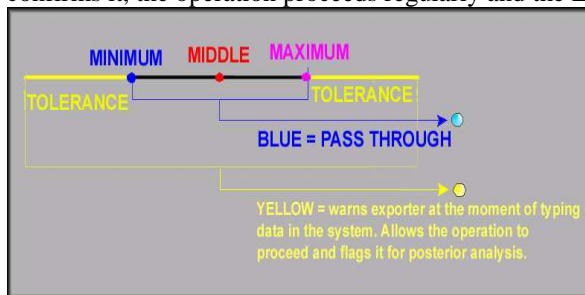 MINIMUM MIDDLE MAXIMUM
TOLERANCE TOLERANCE
BLUE = PASS THROUGH
YELLOW = warns exporter at the moment of typing
data in the system. Allows the operation to
proceed and flags it for posterior analysis.